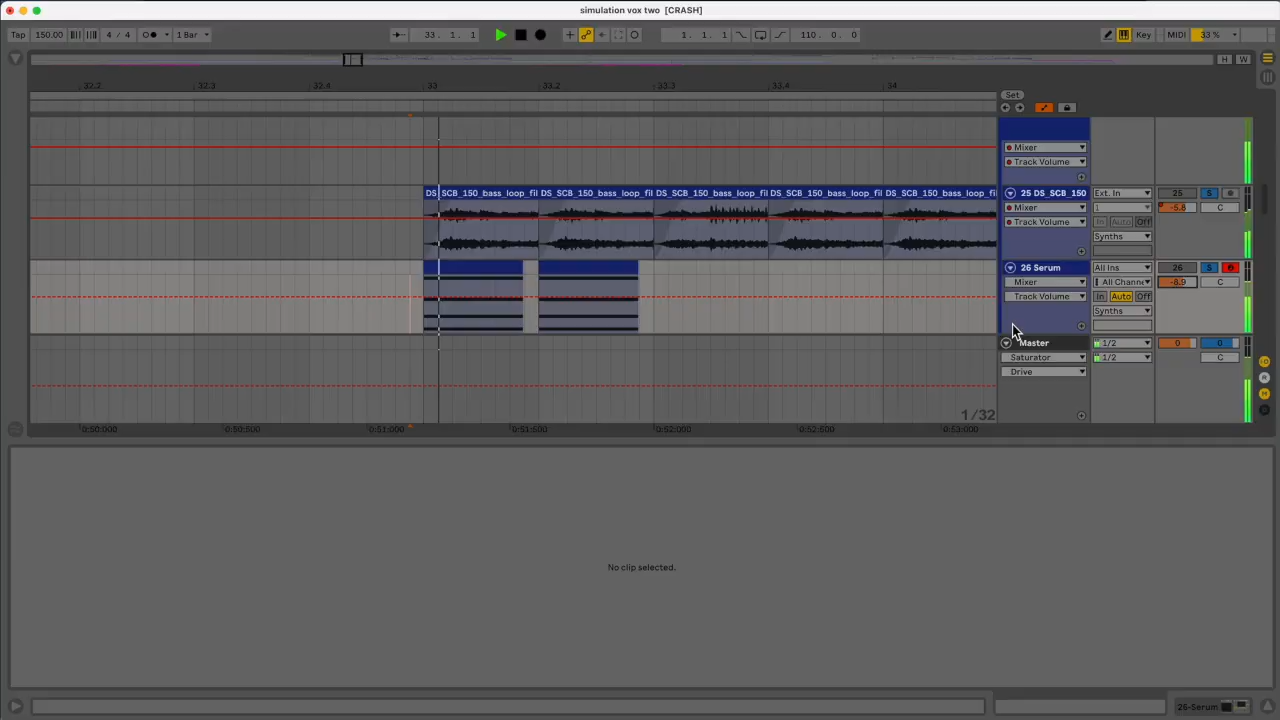 simulation vox two [CRASH]
Tap 150.00 4 / 4 1 Bar 33. 1. 1 1. 1. 1 110. 0. 0 Key MIDI 33 %
H W
32.2 32.3 32.4 33 33.2 33.3 33.4 34 Set
Mixer
Track Volume
DS_SCB_150_bass_loop_fil DS_SCB_150_bass_loop_fil DS_SCB_150_bass_loop_fil DS_SCB_150_bass_loop_fil 25 DS_SCB_150 Ext. In 25 S
Mixer 1 -5.8 C
Track Volume In Auto Off
Synths
26 Serum All Ins 26 S
Mixer All Channe -8.9 C
Track Volume In Auto Off
Synths
Master 1/2 0 0
Saturator 1/2 C
Drive
1/32
0:50:000 0:50:500 0:51:000 0:51:500 0:52:000 0:52:500 0:53:000
No clip selected.
26-Serum